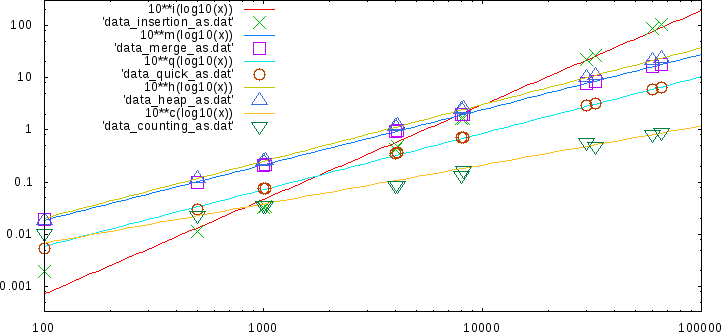 10**i(log10(x))
'data_insertion_as.dat'
10**m(log10(x))
'data_merge_as.dat'
10**q(log10(x))
'data_quick_as.dat'
10**h(log10(x))
'data_heap_as.dat'
10**c(log10(x))
'data_counting_as.dat'
100
10
1
0.1
0.01
0.001
100 1000 10000 100000